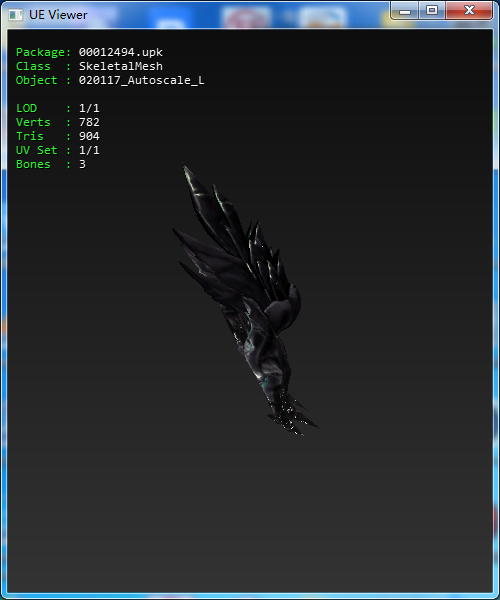 UE Viewer
Package: 00012494.upk
Class : SkeletalMesh
Object : 020117_Autoscale_L
LOD : 1/1
Verts : 782
Tris : 904
UV Set : 1/1
Bones : 3